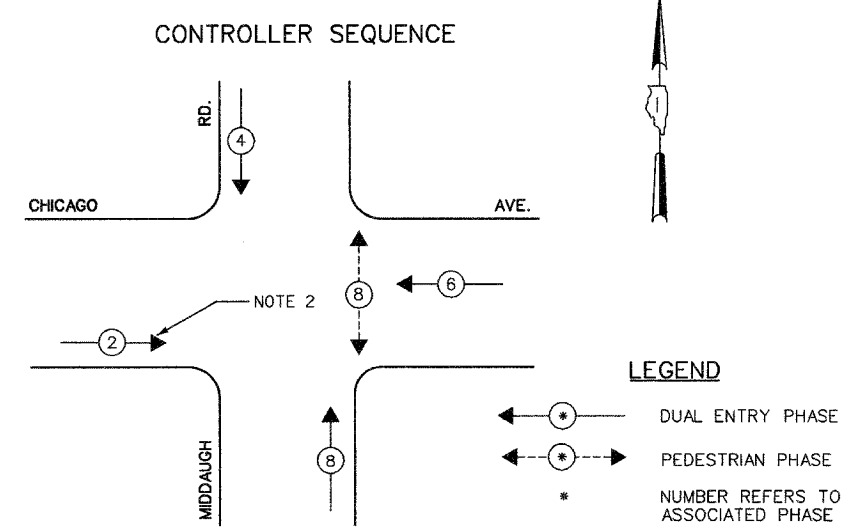 CONTROLLER SEQUENCE
RD.
4
CHICAGO
AVE.
8
6
NOTE 2
2
8
MIDDAUGH
LEGEND
* DUAL ENTRY PHASE
* PEDESTRIAN PHASE
* NUMBER REFERS TO
ASSOCIATED PHASE